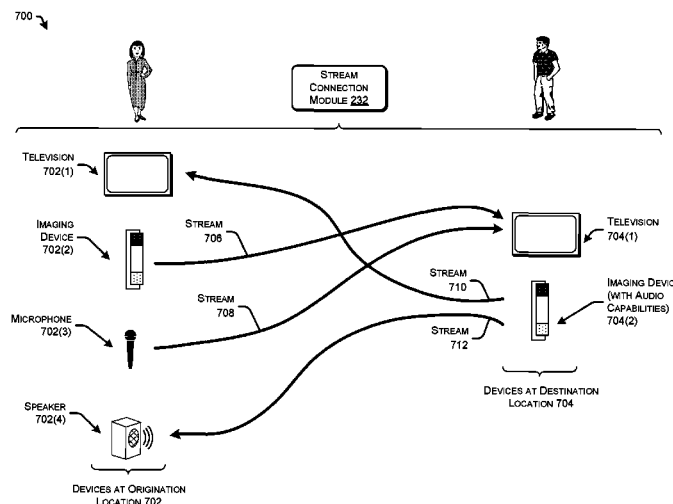 700
STREAM
CONNECTION
MODULE 232
TELEVISION
702(1)
IMAGING
DEVICE
702(2)
STREAM
706
TELEVISION
704(1)
STREAM
708
STREAM
710
IMAGING DEVICE
(WITH AUDIO
CAPABILITIES)
704(2)
MICROPHONE
702(3)
STREAM
712
SPEAKER
702(4)
DEVICES AT DESTINATION
LOCATION 704
DEVICES AT ORIGINATION
LOCATION 702